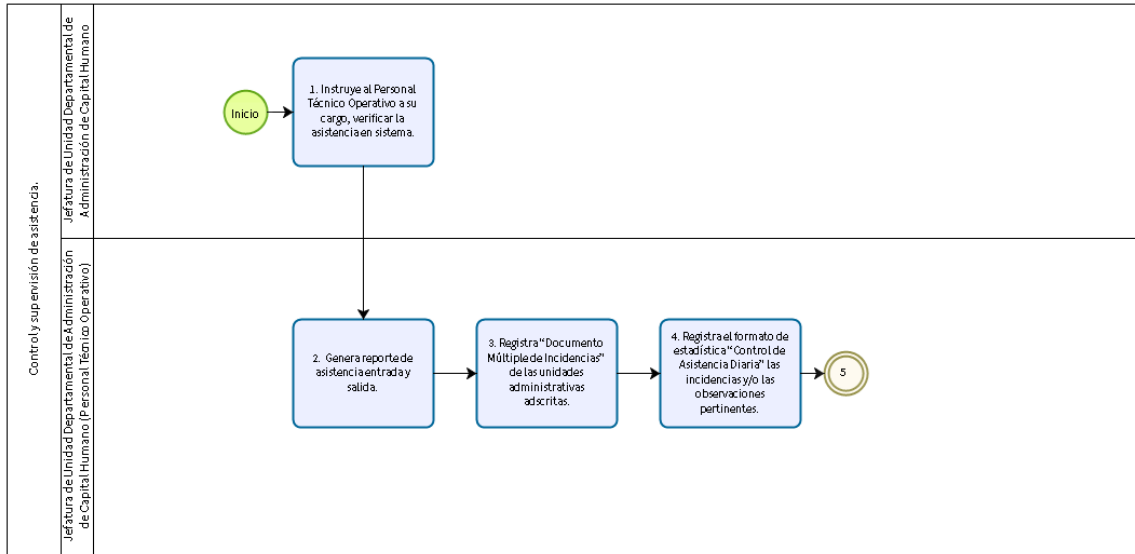 Control y supervisión de asistencia.
Jefatura de Unidad Departamental de
Administración de Capital Humano
Inicio
1. Instruye al Personal
Técnico Operativo a su
cargo, verificar la
asistencia en sistema.
Jefatura de Unidad Departamental de Administración
de Capital Humano (Personal Técnico Operativo)
2. Genera reporte de
asistencia entrada y
salida.
3. Registra “Documento
Múltiple de Incidencias”
de las unidades
administrativas
adscritas.
4. Registra el formato de
estadística “Control de
Asistencia Diaria” las
incidencias y/o las
observaciones
pertinentes.
5